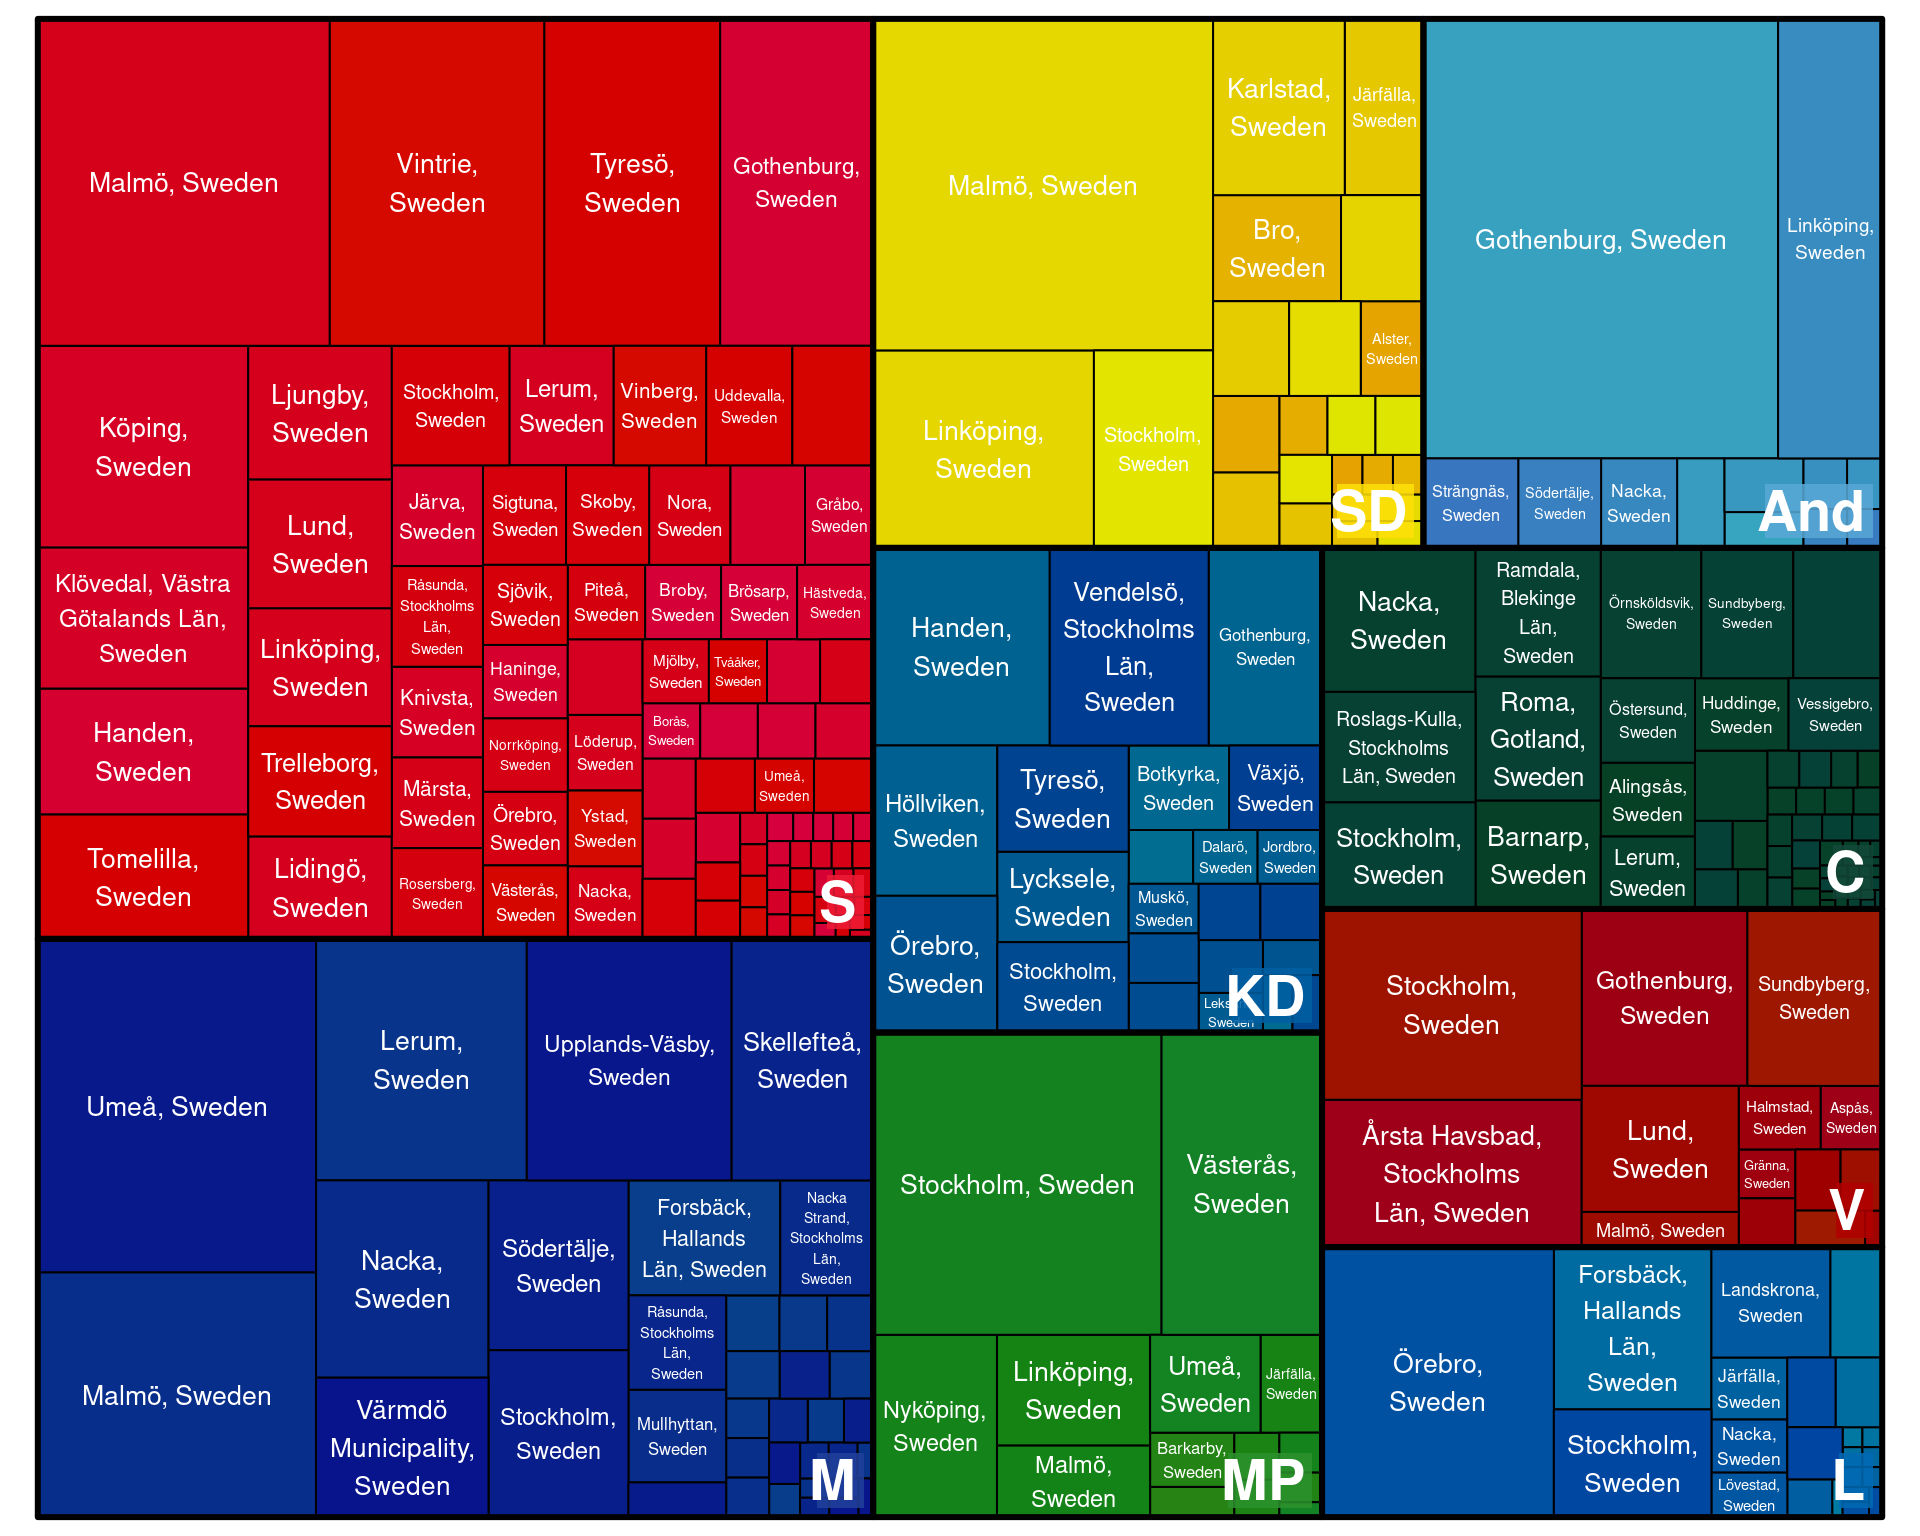 Malmö, Sweden
Vintrie,
Sweden
Tyresö,
Sweden
Gothenburg,
Sweden
Köping,
Sweden
Ljungby,
Sweden
Stockholm,
Sweden
Lerum,
Sweden
Vinberg,
Sweden
Uddevalla,
Sweden
Lund,
Sweden
Järva,
Sweden
Sigtuna,
Sweden
Skoby,
Sweden
Nora,
Sweden
Gråbo,
Sweden
Klövedal, Västra
Götalands Län,
Sweden
Linköping,
Sweden
Råsunda,
Stockholms
Län,
Sweden
Sjövik,
Sweden
Piteå,
Sweden
Broby,
Sweden
Brösarp,
Sweden
Hästveda,
Sweden
Handen,
Sweden
Trelleborg,
Sweden
Knivsta,
Sweden
Haninge,
Sweden
Mjölby,
Sweden
Tvååker,
Sweden
Norrköping,
Sweden
Löderup,
Sweden
Borås,
Sweden
Märsta,
Sweden
Umeå,
Sweden
Örebro,
Sweden
Ystad,
Sweden
Tomelilla,
Sweden
Lidingö,
Sweden
Rosersberg,
Sweden
Västerås,
Sweden
Nacka,
Sweden
S
Malmö, Sweden
Karlstad,
Sweden
Järfälla,
Sweden
Bro,
Sweden
Alster,
Sweden
Linköping,
Sweden
Stockholm,
Sweden
SD
Gothenburg, Sweden
Linköping,
Sweden
Strängnäs,
Sweden
Södertälje,
Sweden
Nacka,
Sweden
And
Handen,
Sweden
Vendelsö,
Stockholms
Län,
Sweden
Gothenburg,
Sweden
Höllviken,
Sweden
Tyresö,
Sweden
Botkyrka,
Sweden
Växjö,
Sweden
Dalarö,
Sweden
Jordbro,
Sweden
Örebro,
Sweden
Lycksele,
Sweden
Muskö,
Sweden
Stockholm,
Sweden
Sweden
KD
Nacka,
Sweden
Ramdala,
Blekinge
Län,
Sweden
Örnsköldsvik,
Sweden
Sundbyberg,
Sweden
Roslags-Kulla,
Stockholms
Län, Sweden
Roma,
Gotland,
Sweden
Östersund,
Sweden
Huddinge,
Sweden
Vessigebro,
Sweden
Alingsås,
Sweden
Stockholm,
Sweden
Barnarp,
Sweden
Lerum,
Sweden
C
Stockholm,
Sweden
Gothenburg,
Sweden
Sundbyberg,
Sweden
Årsta Havsbad,
Stockholms
Län, Sweden
Lund,
Sweden
Halmstad,
Sweden
Aspås,
Sweden
Gränna,
Sweden
Malmö, Sweden
V
Umeå, Sweden
Lerum,
Sweden
Upplands-Väsby,
Sweden
Skellefteå,
Sweden
Malmö, Sweden
Nacka,
Sweden
Södertälje,
Sweden
Forsbäck,
Hallands
Län, Sweden
Nacka
Strand,
Stockholms
Län,
Sweden
Råsunda,
Stockholms
Län,
Sweden
Värmdö
Municipality,
Sweden
Stockholm,
Sweden
Mullhyttan,
Sweden
M
Stockholm, Sweden
Västerås,
Sweden
Nyköping,
Sweden
Linköping,
Sweden
Umeå,
Sweden
Järfälla,
Sweden
Malmö,
Sweden
Barkarby,
Sweden
MP
Örebro,
Sweden
Forsbäck,
Hallands
Län,
Sweden
Landskrona,
Sweden
Stockholm,
Sweden
Järfälla,
Sweden
Nacka,
Sweden
Lövestad,
Sweden
L